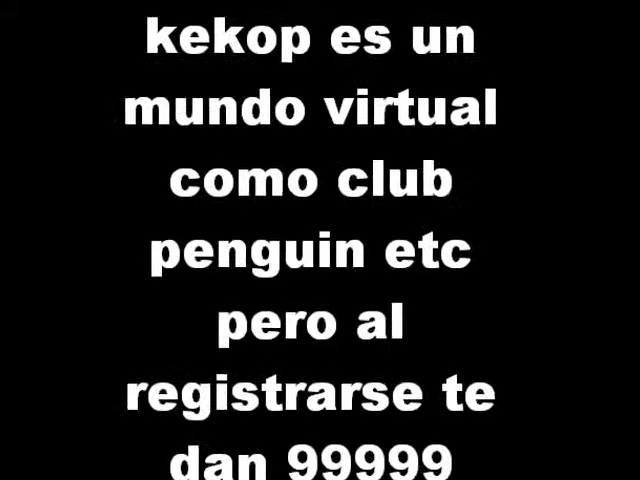 kekop es un
mundo virtual
como club
penguin etc
pero al
registrarse te
dan 99999